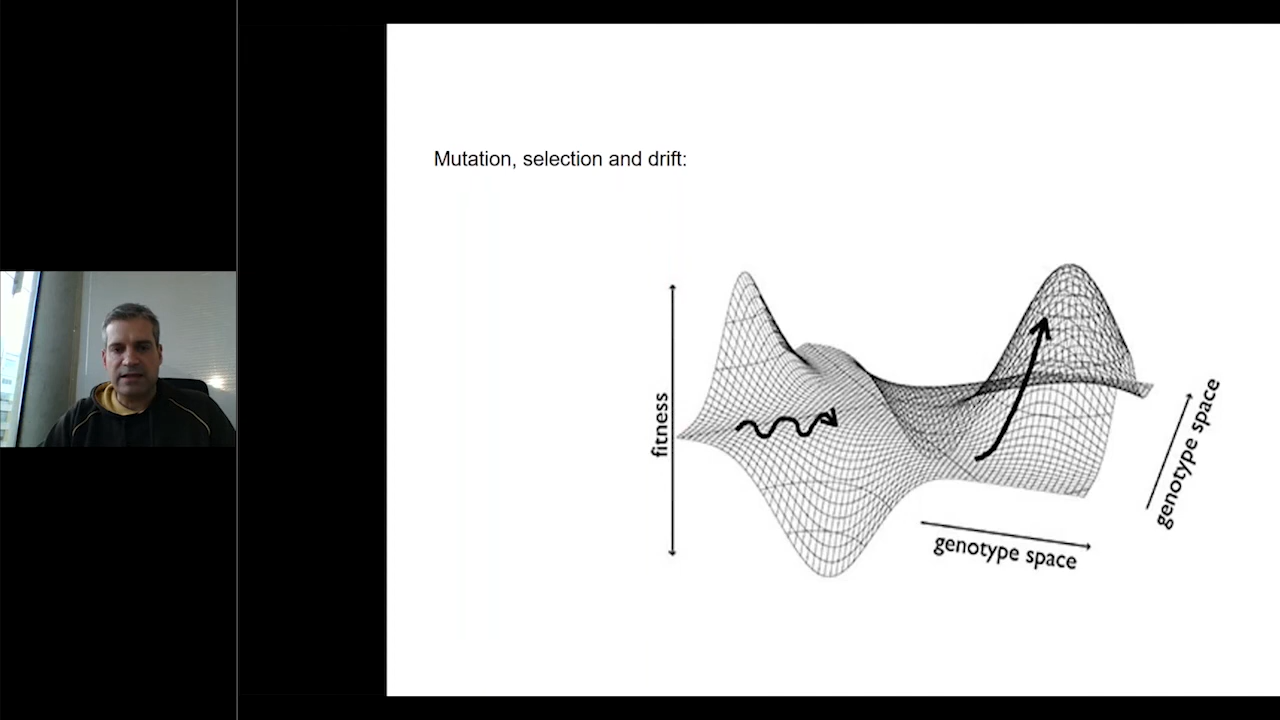 Mutation, selection and drift:
fitness
genotype space
genotype space